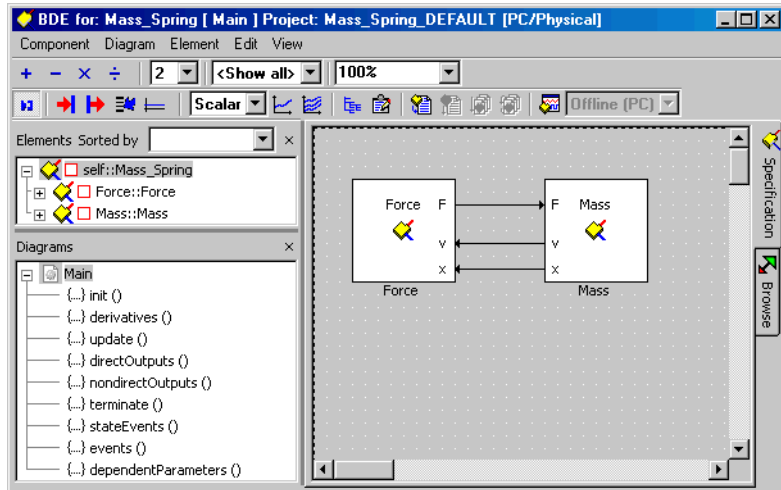 BDE for: Mass_Spring [ Main ] Project: Mass_Spring_DEFAULT [PC/Physical]
Component Diagram Element Edit View
+ − × ÷ 2 <Show all> 100%
Scalar Offline (PC)
Elements Sorted by
self::Mass_Spring
Force::Force
Mass::Mass
Diagrams
Main
{...} init ()
{...} derivatives ()
{...} update ()
{...} directOutputs ()
{...} nondirectOutputs ()
{...} terminate ()
{...} stateEvents ()
{...} events ()
{...} dependentParameters ()
Force F
v
x
Force
F Mass
v
x
Mass
Specification
Browse